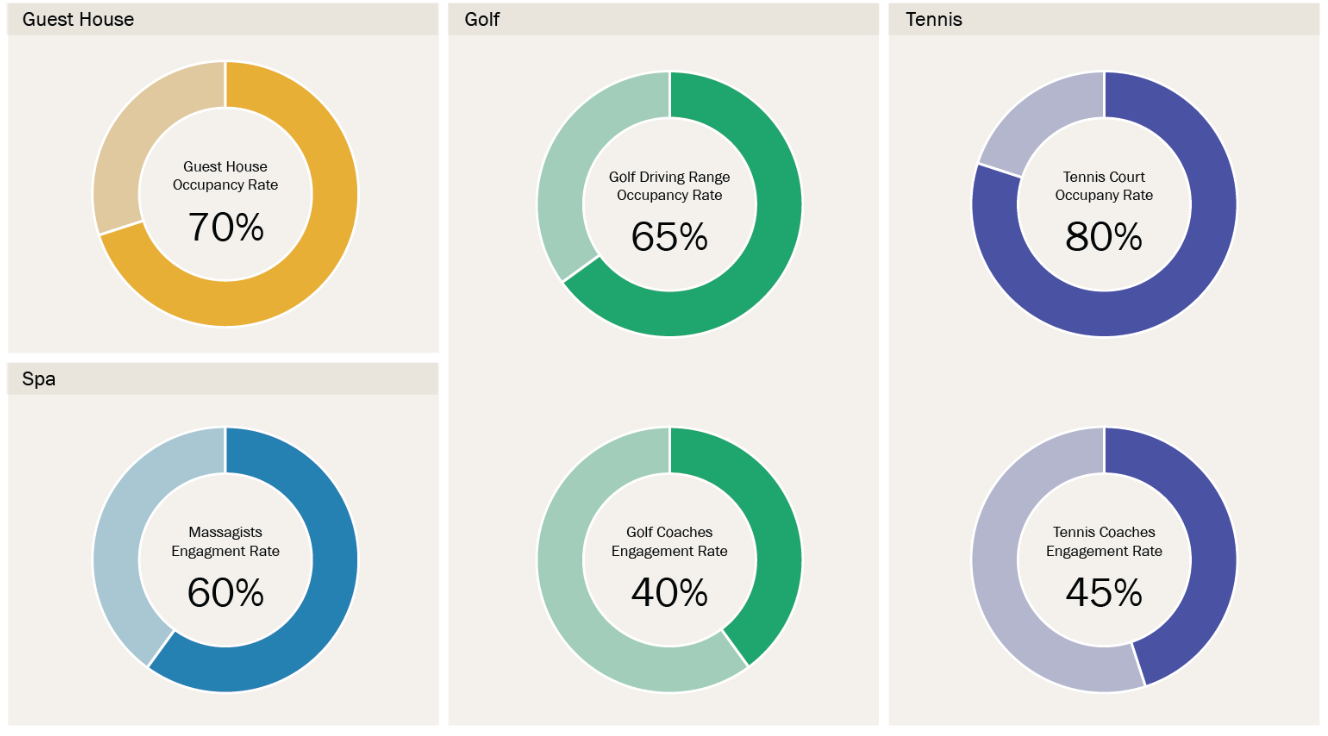 Guest House
Guest House
Occupancy Rate
70%
Spa
Massagists
Engagment Rate
60%
Golf
Golf Driving Range
Occupancy Rate
65%
Golf Coaches
Engagement Rate
40%
Tennis
Tennis Court
Occupany Rate
80%
Tennis Coaches
Engagement Rate
45%